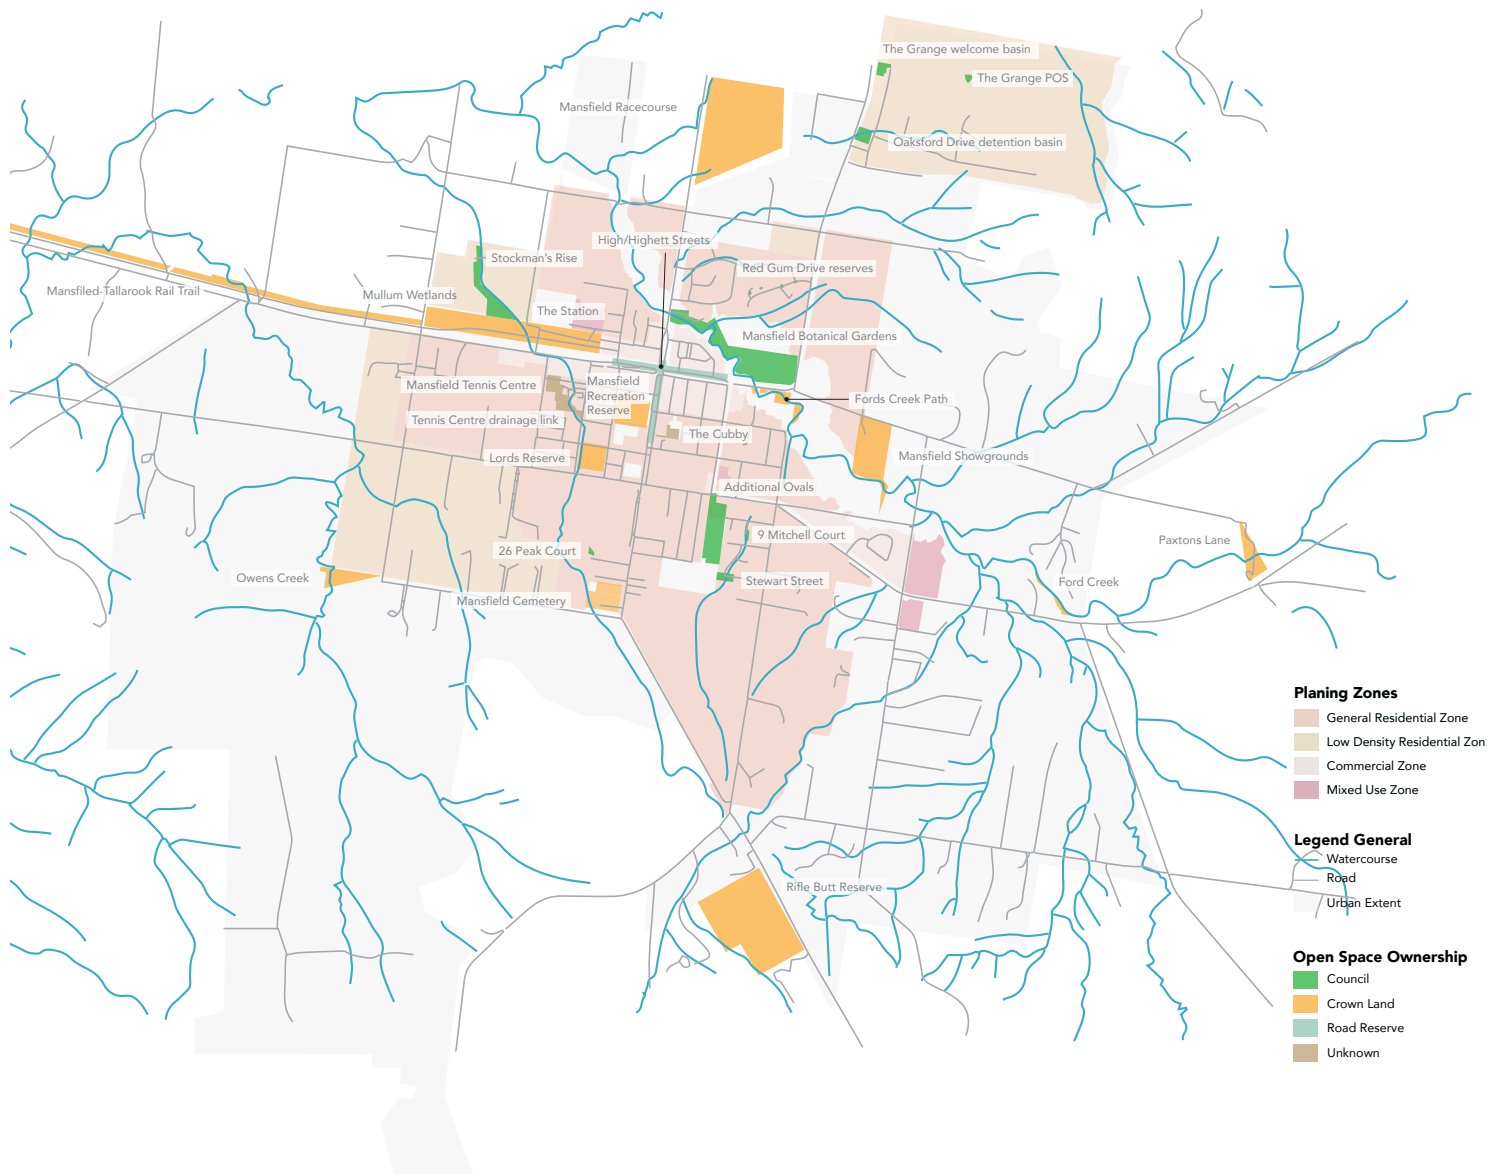 The Grange welcome basin
The Grange POS
Mansfield Racecourse
Oaksford Drive detention basin
High/Highett Streets
Stockman's Rise
Red Gum Drive reserves
Mansfiled-Tallarook Rail Trail
Mullum Wetlands
The Station
Mansfield Botanical Gardens
Mansfield Tennis Centre
Mansfield
Recreation
Reserve
Fords Creek Path
Tennis Centre drainage link
The Cubby
Lords Reserve
Mansfield Showgrounds
Additional Ovals
9 Mitchell Court
Paxtons Lane
26 Peak Court
Owens Creek
Stewart Street
Ford Creek
Mansfield Cemetery
Rifle Butt Reserve
Planing Zones
General Residential Zone
Low Density Residential Zon
Commercial Zone
Mixed Use Zone
Legend General
Watercourse
Road
Urban Extent
Open Space Ownership
Council
Crown Land
Road Reserve
Unknown